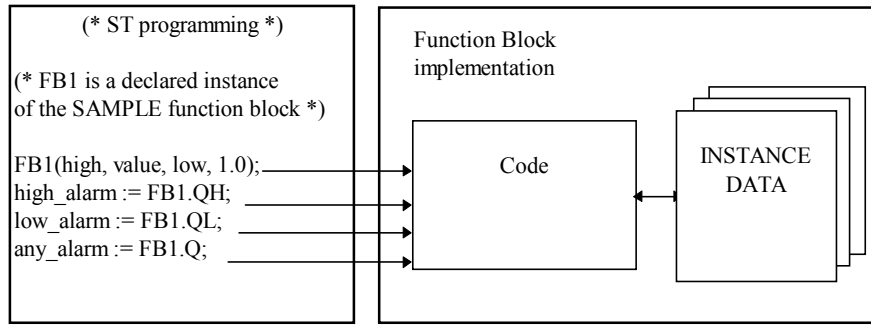 (* ST programming *)
(* FB1 is a declared instance
of the SAMPLE function block *)
FB1(high, value, low, 1.0);
high_alarm := FB1.QH;
low_alarm := FB1.QL;
any_alarm := FB1.Q;
Function Block
implementation
Code
INSTANCE
DATA